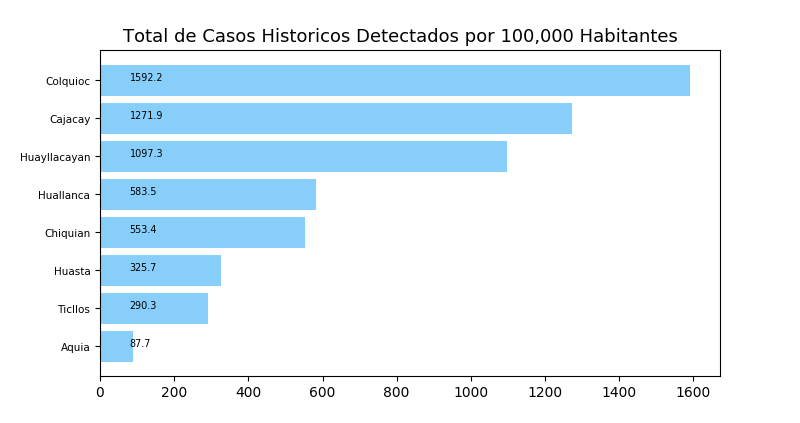 Total de Casos Historicos Detectados por 100,000 Habitantes
Colquioc 1592.2
Cajacay 1271.9
Huayllacayan 1097.3
Huallanca 583.5
Chiquian 553.4
Huasta 325.7
Ticllos 290.3
Aquia 87.7
0 200 400 600 800 1000 1200 1400 1600